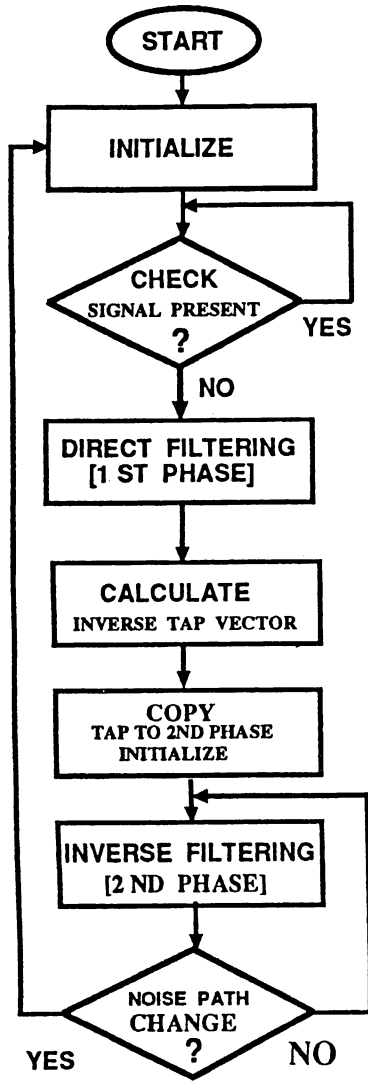 START
INITIALIZE
CHECK
SIGNAL PRESENT
?
YES
NO
DIRECT FILTERING
[1 ST PHASE]
CALCULATE
INVERSE TAP VECTOR
COPY
TAP TO 2ND PHASE
INITIALIZE
INVERSE FILTERING
[2 ND PHASE]
NOISE PATH
CHANGE
?
YES
NO